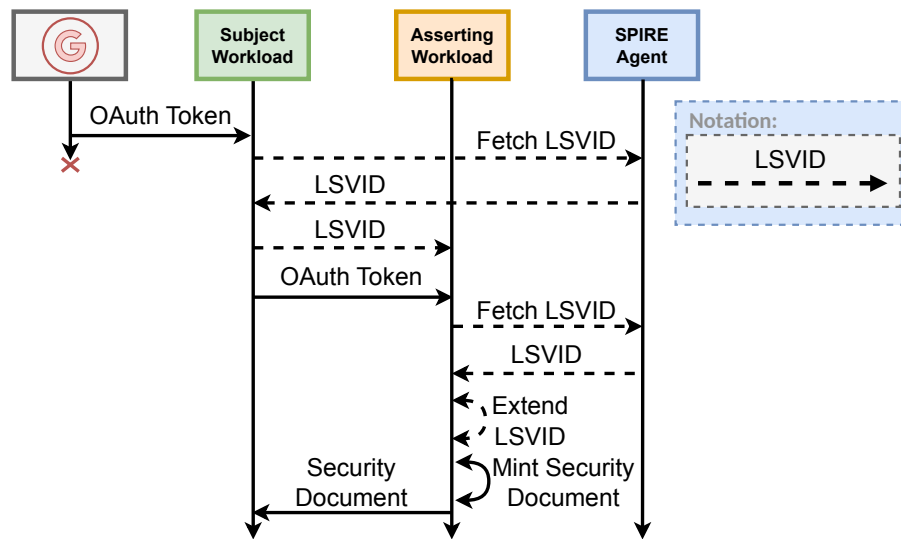 G
Subject
Workload
Asserting
Workload
SPIRE
Agent
OAuth Token
Notation:
LSVID
Fetch LSVID
LSVID
LSVID
OAuth Token
Fetch LSVID
LSVID
Extend
LSVID
Mint Security
Document
Security
Document